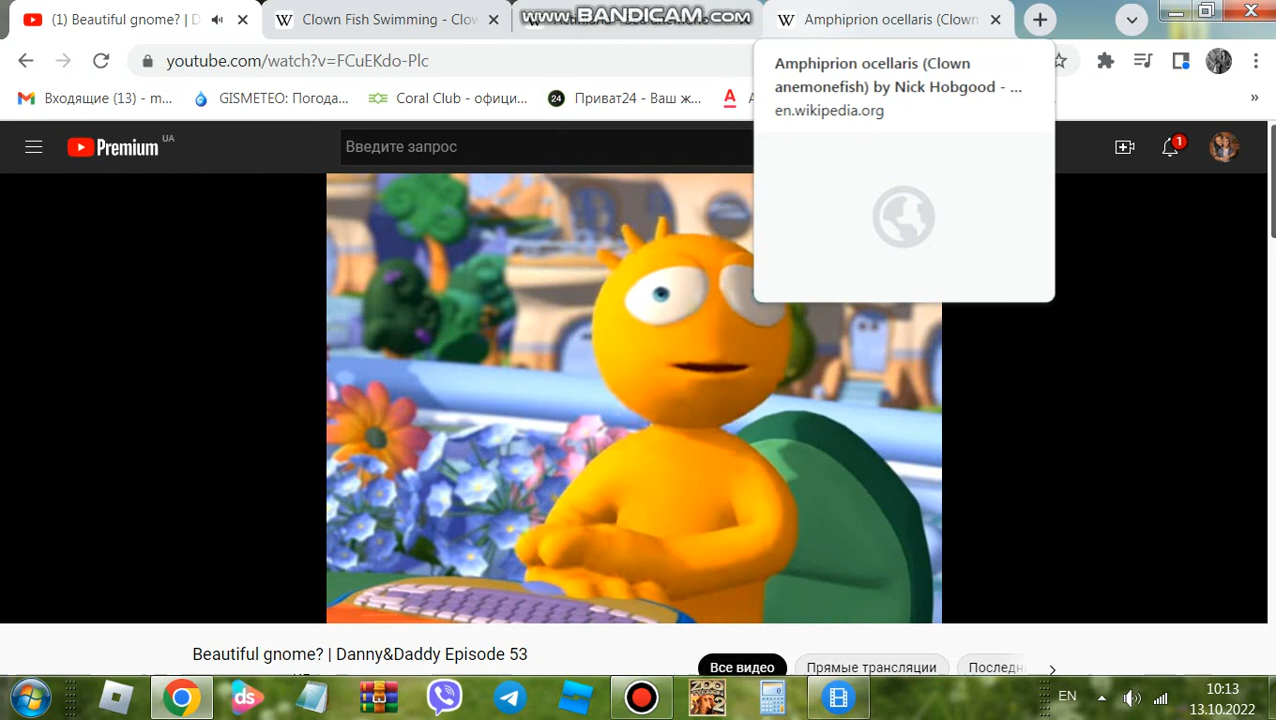 (1) Beautiful gnome? | D
Clown Fish Swimming - Clow
WWW.BANDICAM.COM
Amphiprion ocellaris (Clown
youtube.com/watch?v=FCuEKdo-Plc
Amphiprion ocellaris (Clown
anemonefish) by Nick Hobgood - ...
en.wikipedia.org
Входящие (13) - m...
GISMETEO: Погода...
Coral Club - офици...
24
Приват24 - Ваш ж...
»
Premium UA
Введите запрос
1
Beautiful gnome? | Danny&Daddy Episode 53
Все видео
Прямые трансляции
Последн
EN
10:13
13.10.2022